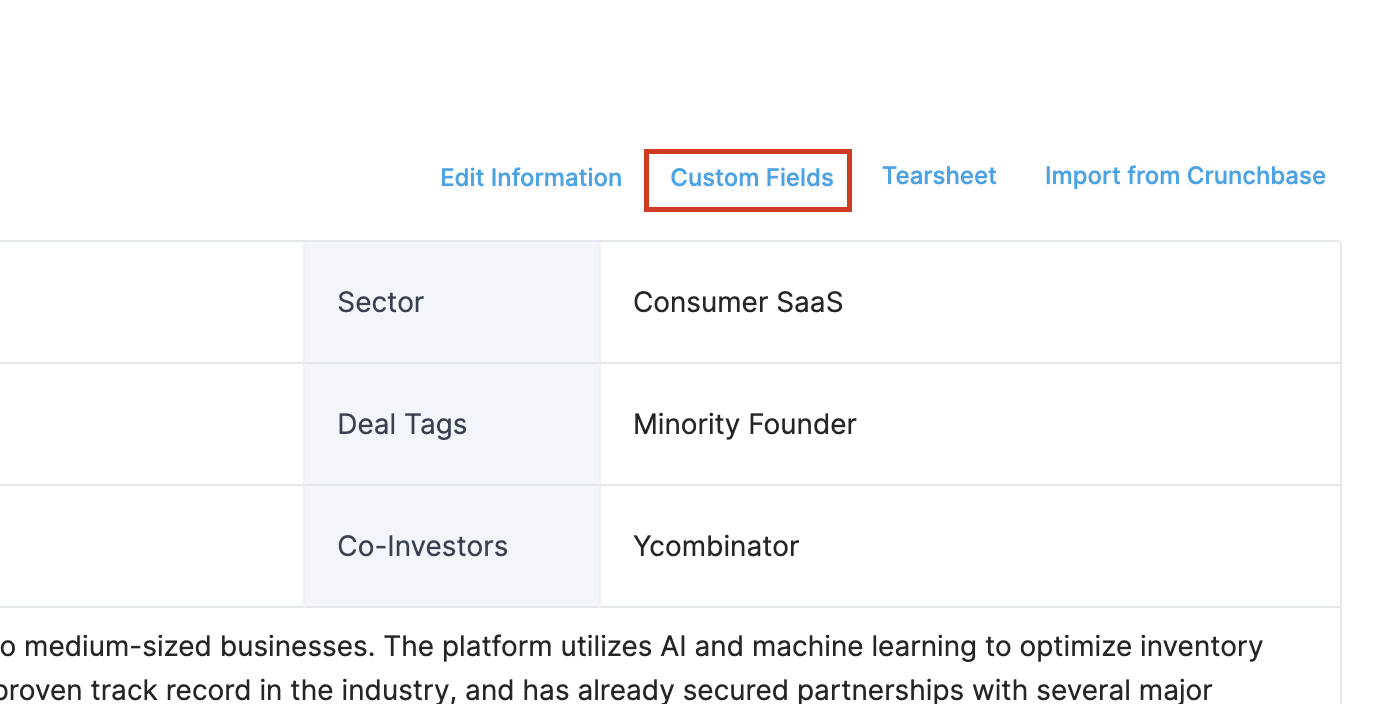 Edit Information Custom Fields Tearsheet Import from Crunchbase
Sector Consumer SaaS
Deal Tags Minority Founder
Co-Investors Ycombinator
o medium-sized businesses. The platform utilizes AI and machine learning to optimize inventory
proven track record in the industry, and has already secured partnerships with several major